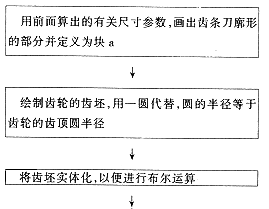 用前而算出的有关尺寸参数,画出齿条刀廓形
的部分并定义为块 a
绘制齿轮的齿坯,用一圆代替,圆的半径等于
齿轮的齿顶圆半径
将齿坯实体化,以便进行布尔运算